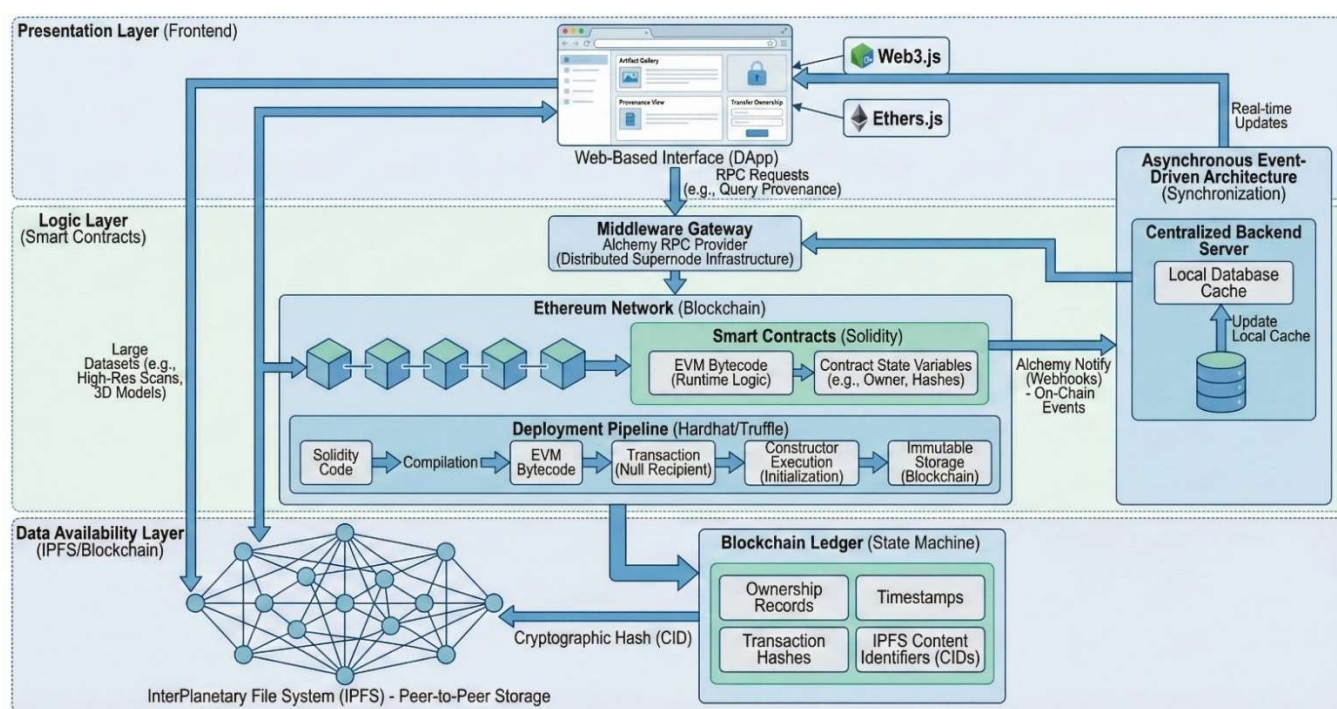 Presentation Layer (Frontend)
Artifact Gallery
Provenance View
Transfer Ownership
Web3.js
Ethers.js
Web-Based Interface (DApp)
RPC Requests
(e.g., Query Provenance)
Real-time
Updates
Asynchronous Event-
Driven Architecture
(Synchronization)
Centralized Backend
Server
Local Database
Cache
Update
Local Cache
Logic Layer
(Smart Contracts)
Middleware Gateway
Alchemy RPC Provider
(Distributed Supernode Infrastructure)
Ethereum Network (Blockchain)
Smart Contracts (Solidity)
EVM Bytecode
(Runtime Logic)
Contract State Variables
(e.g., Owner, Hashes)
Large
Datasets (e.g.,
High-Res Scans,
3D Models)
Alchemy Notify
(Webhooks)
- On-Chain
Events
Deployment Pipeline (Hardhat/Truffle)
Solidity
Code
Compilation
EVM
Bytecode
Transaction
(Null Recipient)
Constructor
Execution
(Initialization)
Immutable
Storage
(Blockchain)
Data Availability Layer
(IPFS/Blockchain)
Blockchain Ledger (State Machine)
Ownership
Records
Timestamps
Transaction
Hashes
IPFS Content
Identifiers (CIDs)
Cryptographic Hash (CID)
InterPlanetary File System (IPFS) - Peer-to-Peer Storage